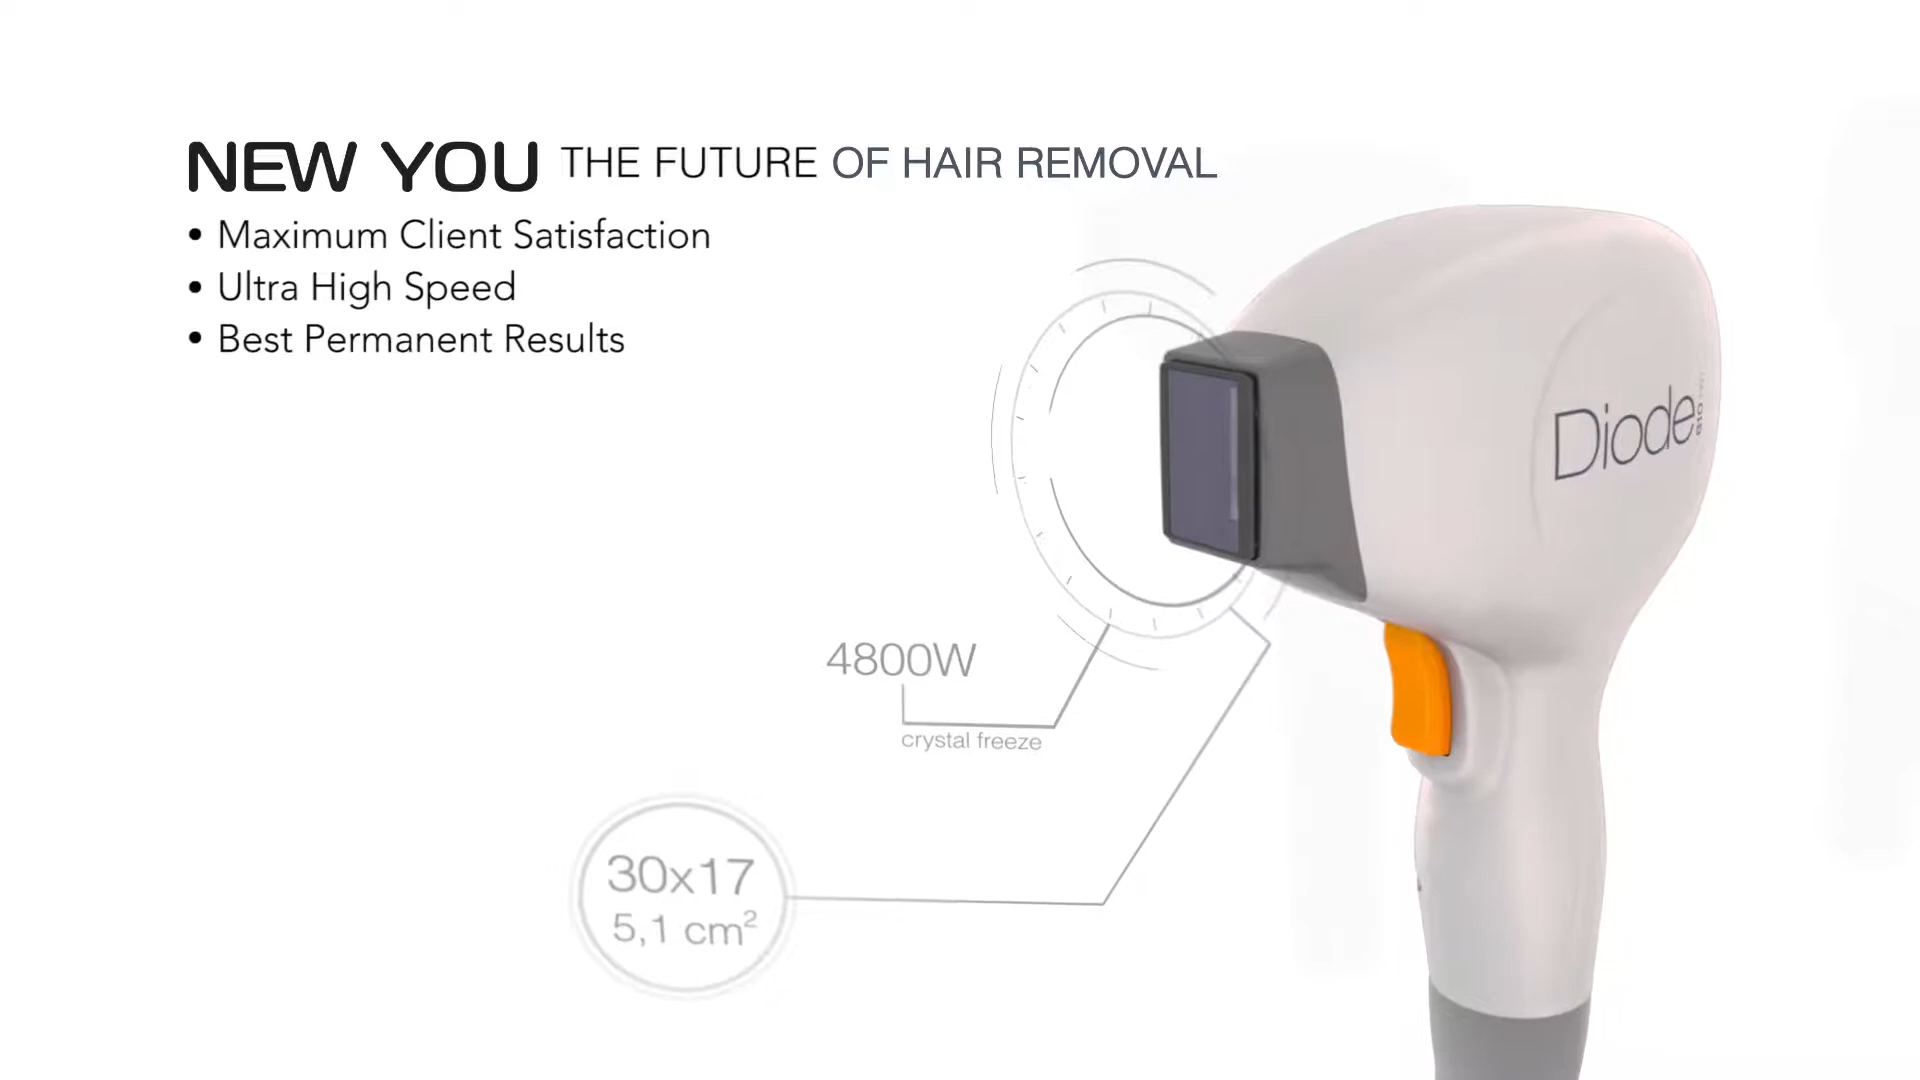 NEW YOU THE FUTURE OF HAIR REMOVAL
• Maximum Client Satisfaction
• Ultra High Speed
• Best Permanent Results
Diode
810
4800W
crystal freeze
30x17
5,1 cm²